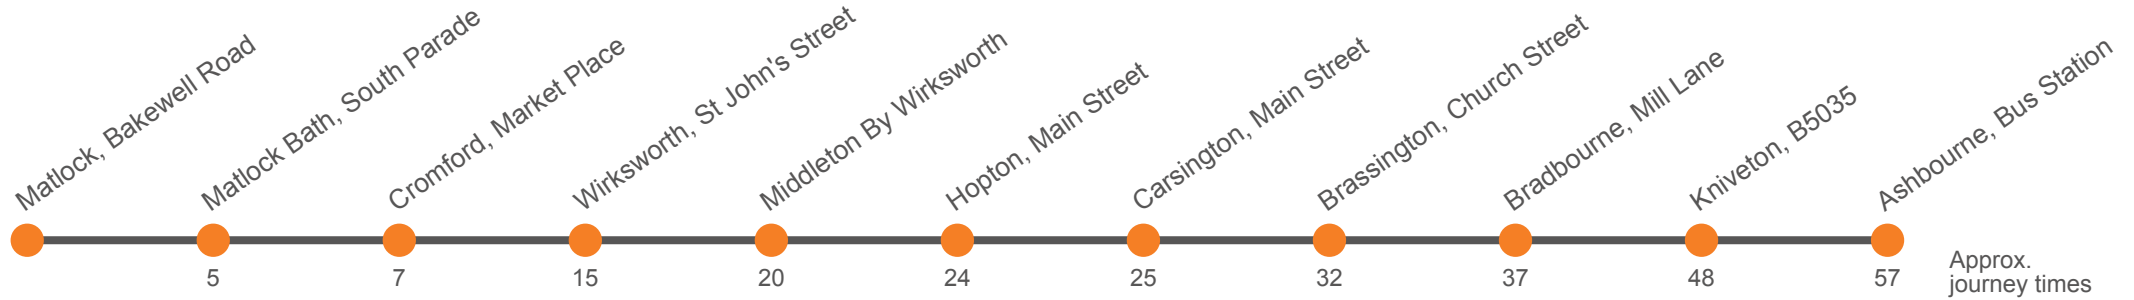 Matlock, Bakewell Road
Matlock Bath, South Parade
Cromford, Market Place
Wirksworth, St John's Street
Middleton By Wirksworth
Hopton, Main Street
Carsington, Main Street
Brassington, Church Street
Bradbourne, Mill Lane
Kniveton, B5035
Ashbourne, Bus Station
5
7
15
20
24
25
32
37
48
57
Approx.
journey times